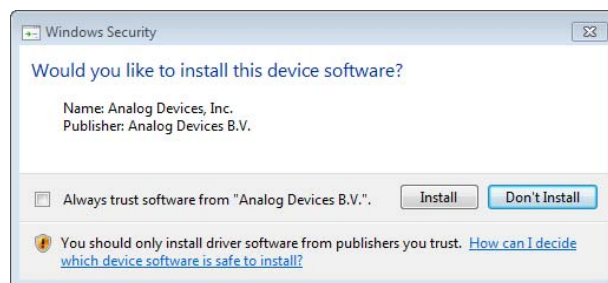 Windows Security
Would you like to install this device software?
Name: Analog Devices, Inc.
Publisher: Analog Devices B.V.
Always trust software from "Analog Devices B.V.".
Install
Don't Install
You should only install driver software from publishers you trust. How can I decide
which device software is safe to install?